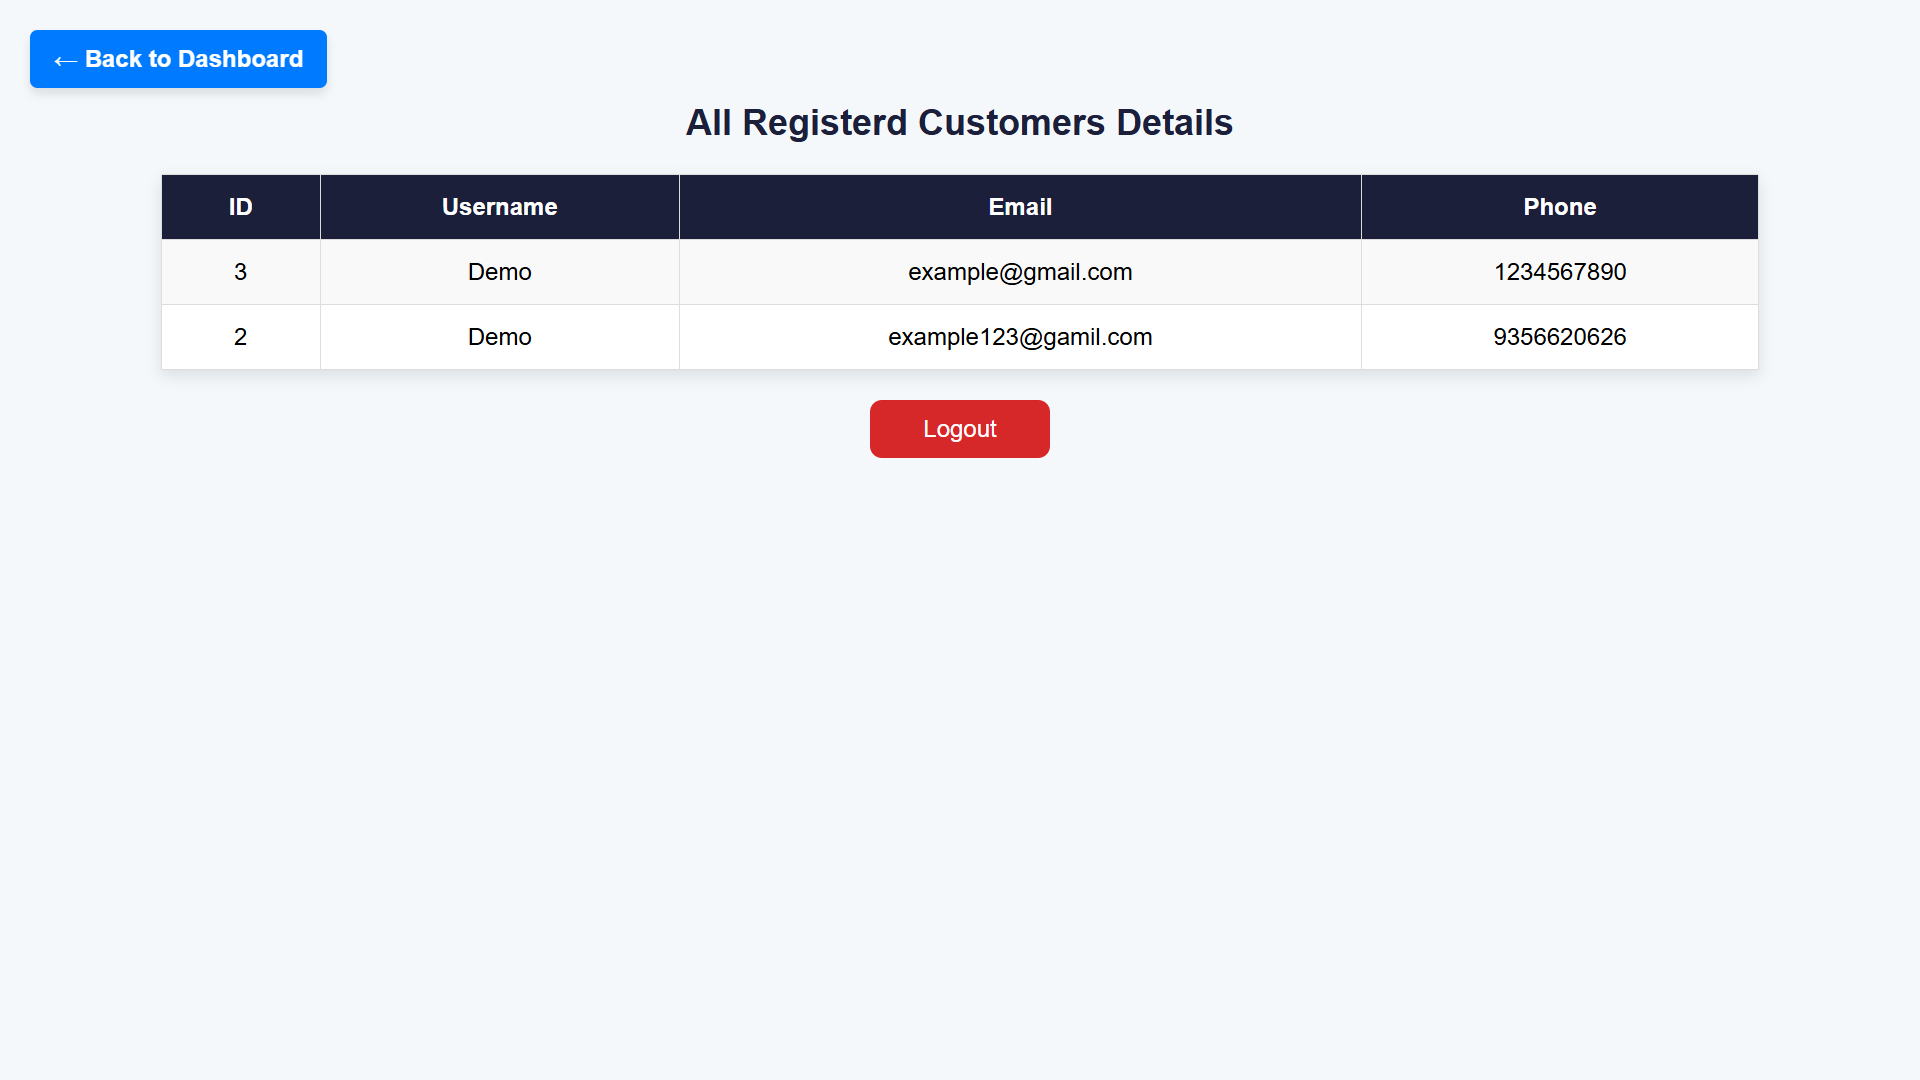 ← Back to Dashboard
All Registerd Customers Details
ID Username Email Phone
3 Demo example@gmail.com 1234567890
2 Demo example123@gamil.com 9356620626
Logout